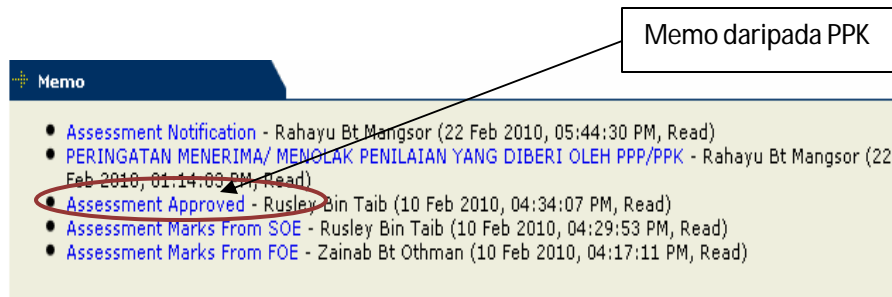 Memo daripada PPK
Memo
Assessment Notification - Rahayu Bt Mangsor (22 Feb 2010, 05:44:30 PM, Read)
PERINGATAN MENERIMA/ MENOLAK PENILAIAN YANG DIBERI OLEH PPP/PPK - Rahayu Bt Mangsor (22
Feb 2010, 01:14:03 PM, Read)
Assessment Approved - Rusley Bin Taib (10 Feb 2010, 04:34:07 PM, Read)
Assessment Marks From SOE - Rusley Bin Taib (10 Feb 2010, 04:29:53 PM, Read)
Assessment Marks From FOE - Zainab Bt Othman (10 Feb 2010, 04:17:11 PM, Read)